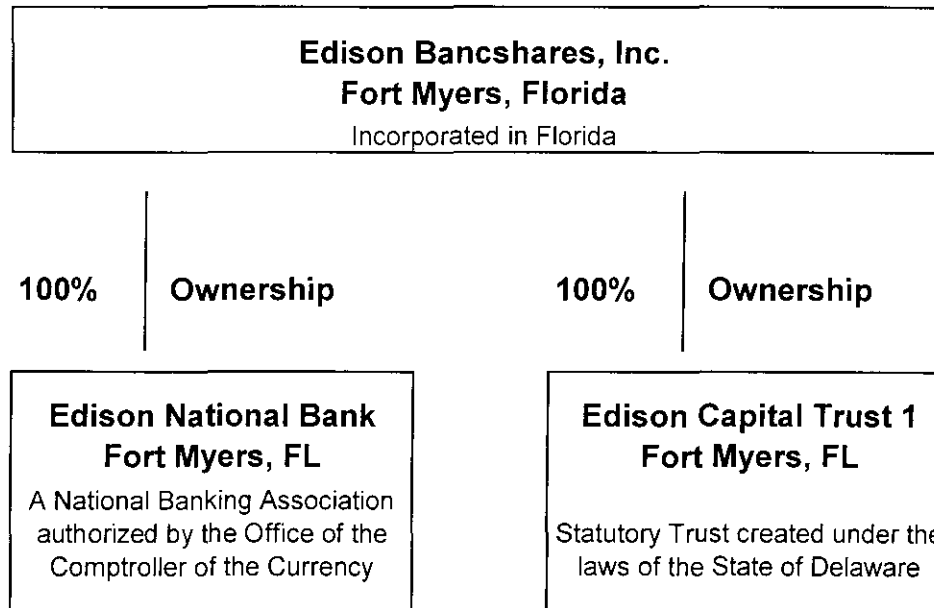 Edison Bancshares, Inc.
Fort Myers, Florida
Incorporated in Florida
100% Ownership
100% Ownership
Edison National Bank
Fort Myers, FL
A National Banking Association
authorized by the Office of the
Comptroller of the Currency
Edison Capital Trust 1
Fort Myers, FL
Statutory Trust created under the
laws of the State of Delaware